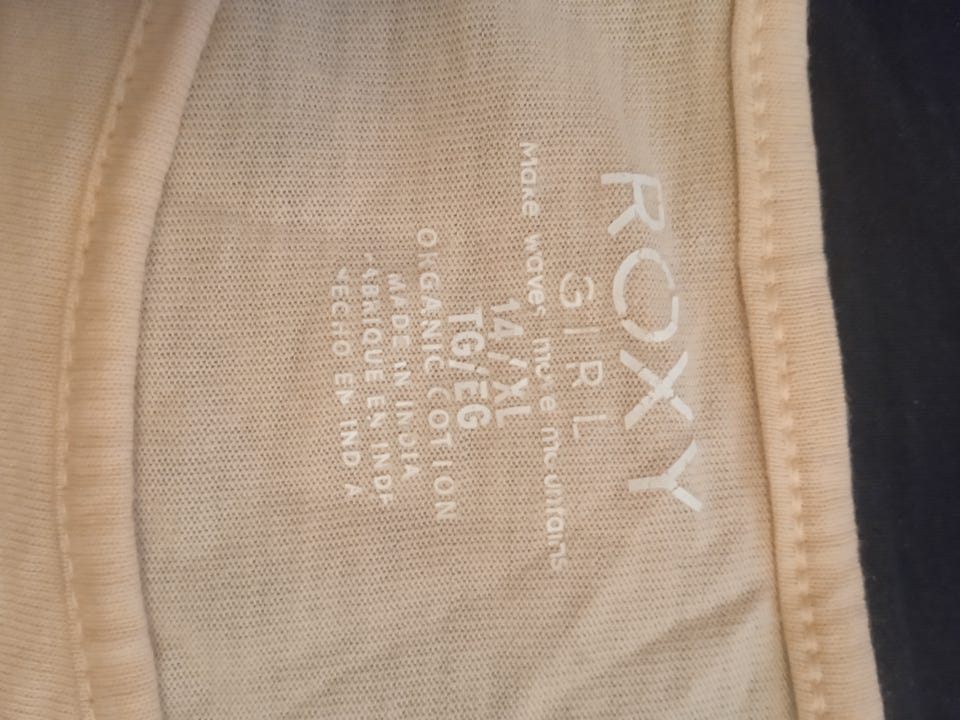 ROXY
GIRL
Make waves move mountains
14/XL
TG/EG
ORGANIC COTTON
MADE IN INDIA
FABRIQUE EN INDE
HECHO EN INDIA